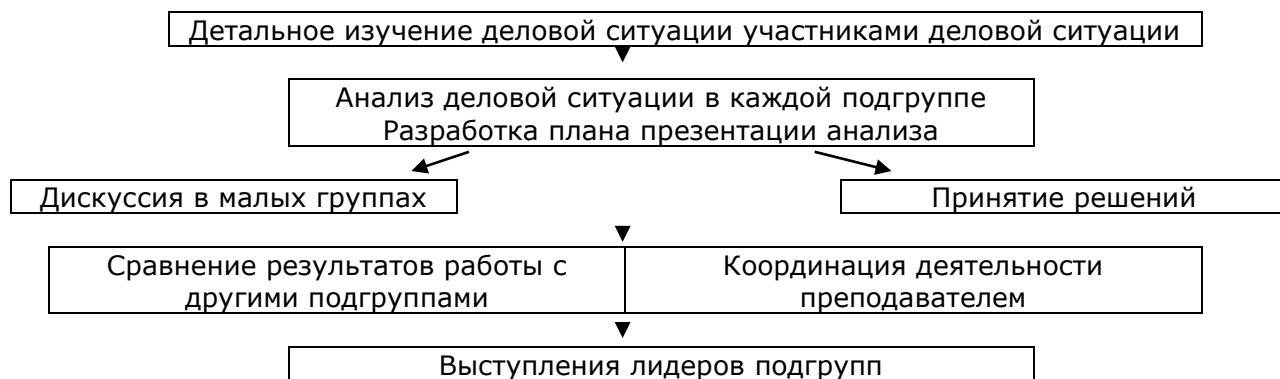 Детальное изучение деловой ситуации участниками деловой ситуации
Анализ деловой ситуации в каждой подгруппе
Разработка плана презентации анализа
Дискуссия в малых группах
Принятие решений
Сравнение результатов работы с
другими подгруппами
Координация деятельности
преподавателем
Выступления лидеров подгрупп